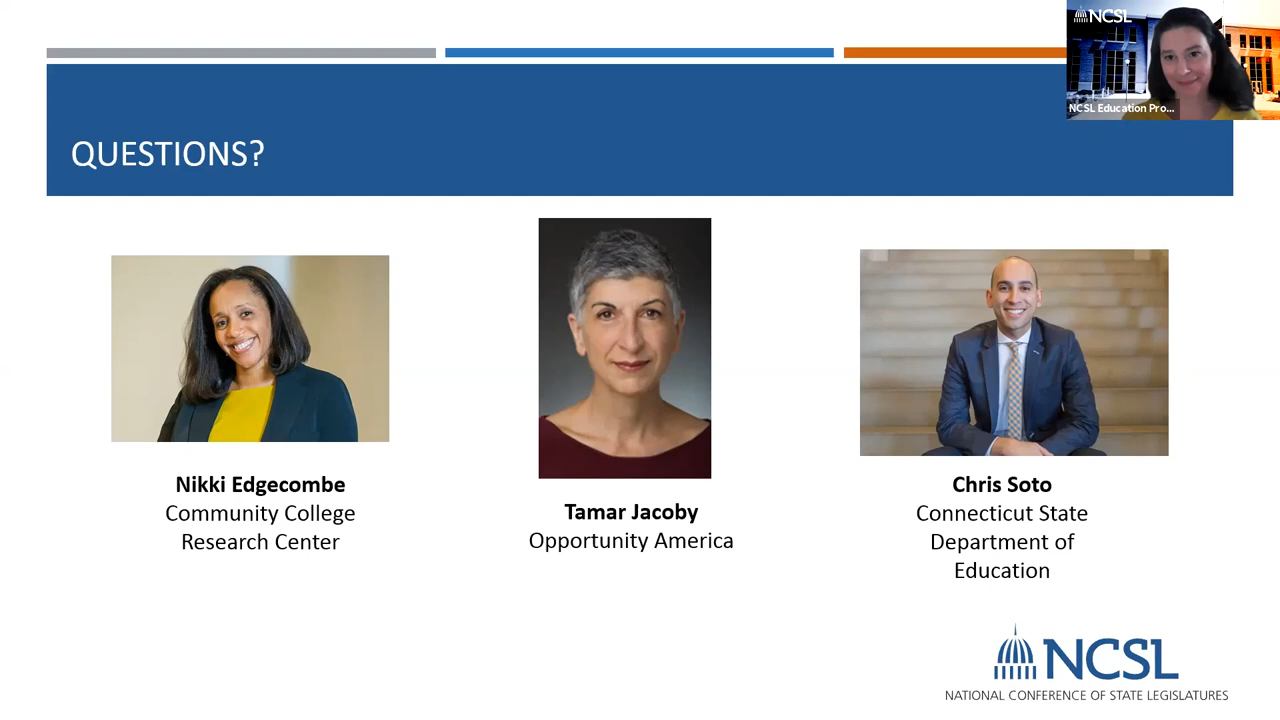 NCSL
NCSL Education Pro...
QUESTIONS?
Nikki Edgecombe
Community College
Research Center
Tamar Jacoby
Opportunity America
Chris Soto
Connecticut State
Department of
Education
NCSL
NATIONAL CONFERENCE OF STATE LEGISLATURES